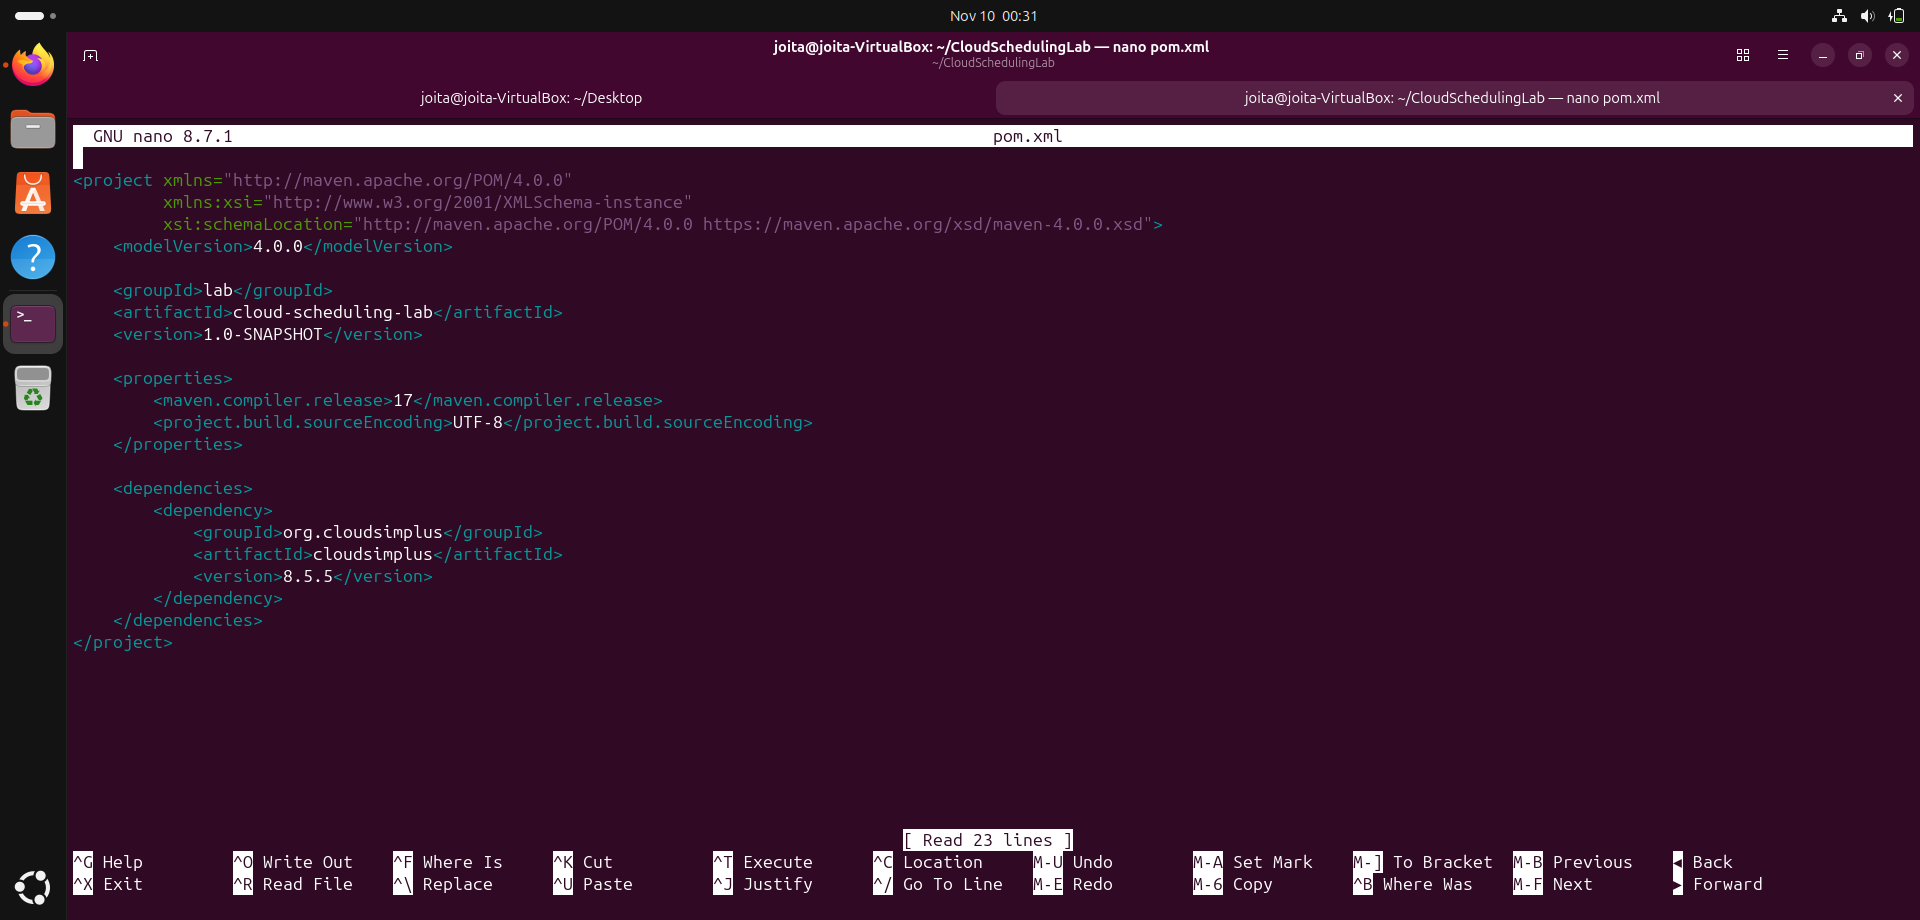 Nov 10 00:31
joita@joita-VirtualBox: ~/CloudSchedulingLab — nano pom.xml
~/CloudSchedulingLab
joita@joita-VirtualBox: ~/Desktop
joita@joita-VirtualBox: ~/CloudSchedulingLab — nano pom.xml
GNU nano 8.7.1 pom.xml
<project xmlns="http://maven.apache.org/POM/4.0.0"
         xmlns:xsi="http://www.w3.org/2001/XMLSchema-instance"
         xsi:schemaLocation="http://maven.apache.org/POM/4.0.0 https://maven.apache.org/xsd/maven-4.0.0.xsd">
    <modelVersion>4.0.0</modelVersion>
    <groupId>lab</groupId>
    <artifactId>cloud-scheduling-lab</artifactId>
    <version>1.0-SNAPSHOT</version>
    <properties>
        <maven.compiler.release>17</maven.compiler.release>
        <project.build.sourceEncoding>UTF-8</project.build.sourceEncoding>
    </properties>
    <dependencies>
        <dependency>
            <groupId>org.cloudsimplus</groupId>
            <artifactId>cloudsimplus</artifactId>
            <version>8.5.5</version>
        </dependency>
    </dependencies>
</project>
[ Read 23 lines ]
^G Help ^O Write Out ^F Where Is ^K Cut ^T Execute ^C Location M-U Undo M-A Set Mark M-] To Bracket M-B Previous ◂ Back
^X Exit ^R Read File ^\ Replace ^U Paste ^J Justify ^/ Go To Line M-E Redo M-6 Copy ^B Where Was M-F Next ▸ Forward